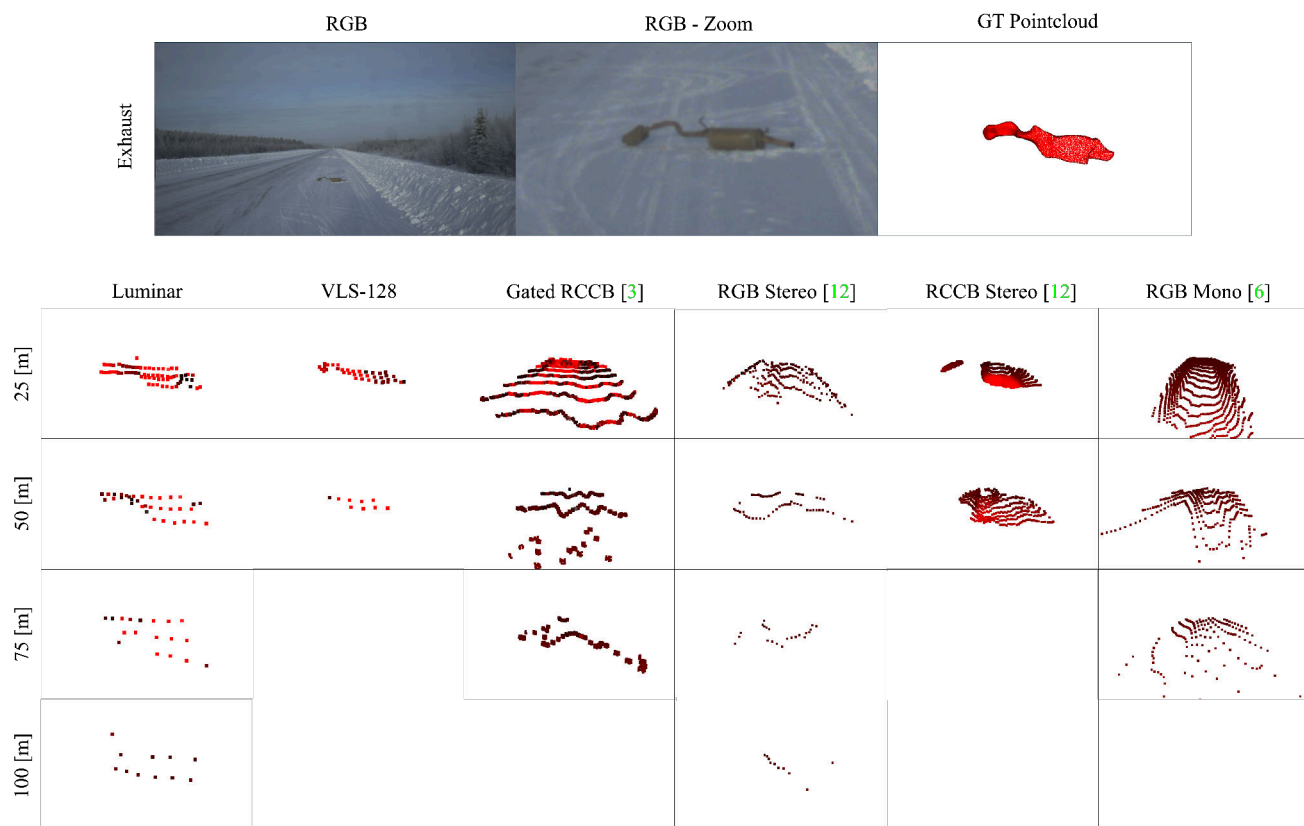 RGB
RGB - Zoom
GT Pointcloud
Exhaust
Luminar
VLS-128
Gated RCCB [3]
RGB Stereo [12]
RCCB Stereo [12]
RGB Mono [6]
25 [m]
50 [m]
75 [m]
100 [m]